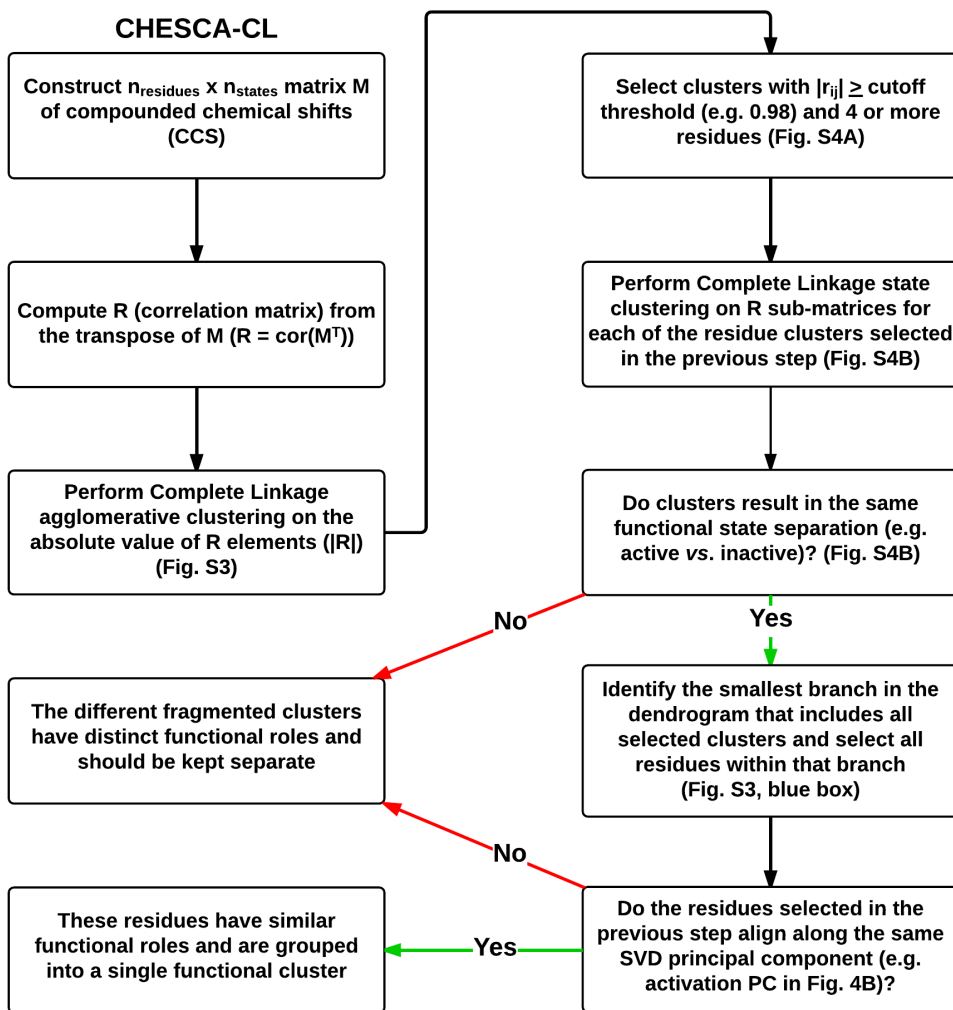 CHESCA-CL
Construct nresidues x nstates matrix M
of compounded chemical shifts
(CCS)
Compute R (correlation matrix) from
the transpose of M (R = cor(Mᵀ))
Perform Complete Linkage
agglomerative clustering on the
absolute value of R elements (|R|)
(Fig. S3)
Select clusters with |rij| ≥ cutoff
threshold (e.g. 0.98) and 4 or more
residues (Fig. S4A)
Perform Complete Linkage state
clustering on R sub-matrices for
each of the residue clusters selected
in the previous step (Fig. S4B)
Do clusters result in the same
functional state separation (e.g.
active vs. inactive)? (Fig. S4B)
No
Yes
The different fragmented clusters
have distinct functional roles and
should be kept separate
Identify the smallest branch in the
dendrogram that includes all
selected clusters and select all
residues within that branch
(Fig. S3, blue box)
No
Do the residues selected in the
previous step align along the same
SVD principal component (e.g.
activation PC in Fig. 4B)?
Yes
These residues have similar
functional roles and are grouped
into a single functional cluster